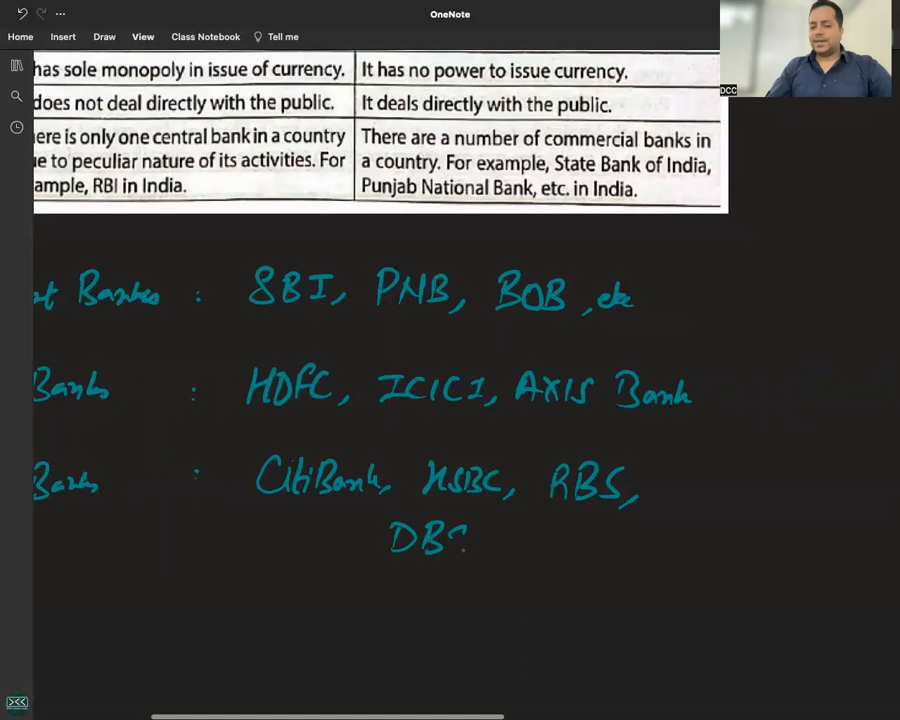 OneNote
Home Insert Draw View Class Notebook Tell me
DCC
has sole monopoly in issue of currency. It has no power to issue currency.
does not deal directly with the public. It deals directly with the public.
ere is only one central bank in a country There are a number of commercial banks in
e to peculiar nature of its activities. For a country. For example, State Bank of India,
ample, RBI in India. Punjab National Bank, etc. in India.
t Banks : SBI, PNB, BOB, etc
Banks : HDFC, ICICI, AXIS Bank
Banks : CitiBank, HSBC, RBS,
DBS